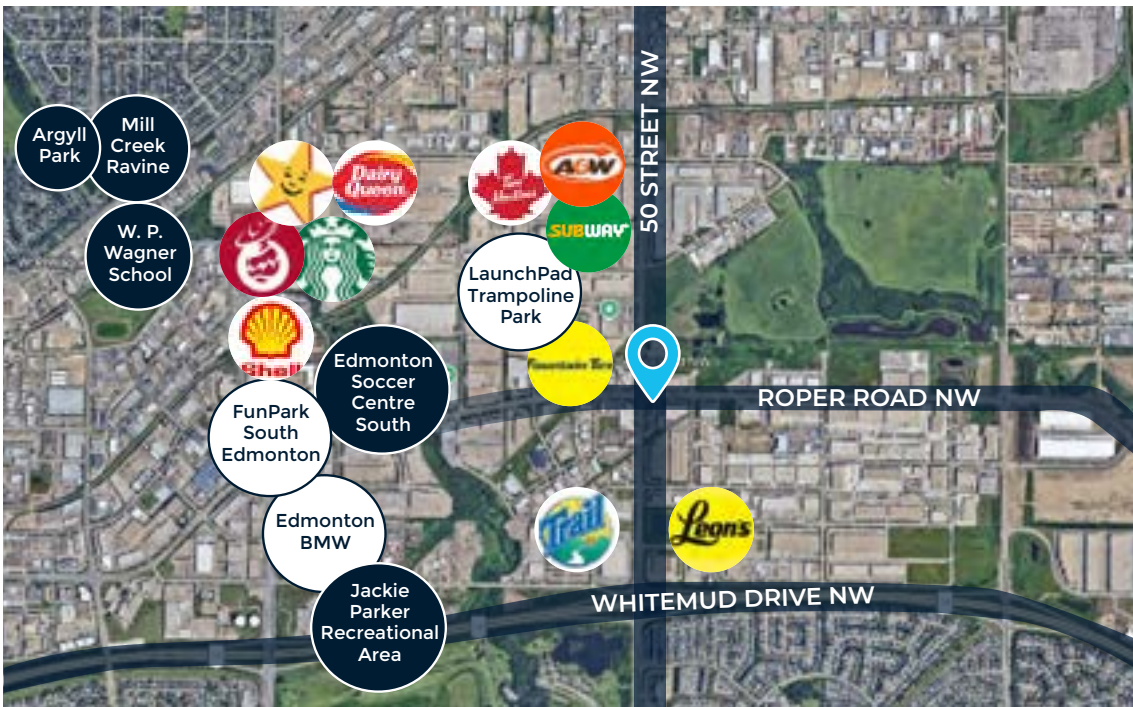 Argyll
Park
Mill
Creek
Ravine
W. P.
Wagner
School
Dairy
Queen
A&W
SUBWAY
LaunchPad
Trampoline
Park
50 STREET NW
Shell
Edmonton
Soccer
Centre
South
FunPark
South
Edmonton
ROPER ROAD NW
Edmonton
BMW
Trail
Leon's
Jackie
Parker
Recreational
Area
WHITEMUD DRIVE NW